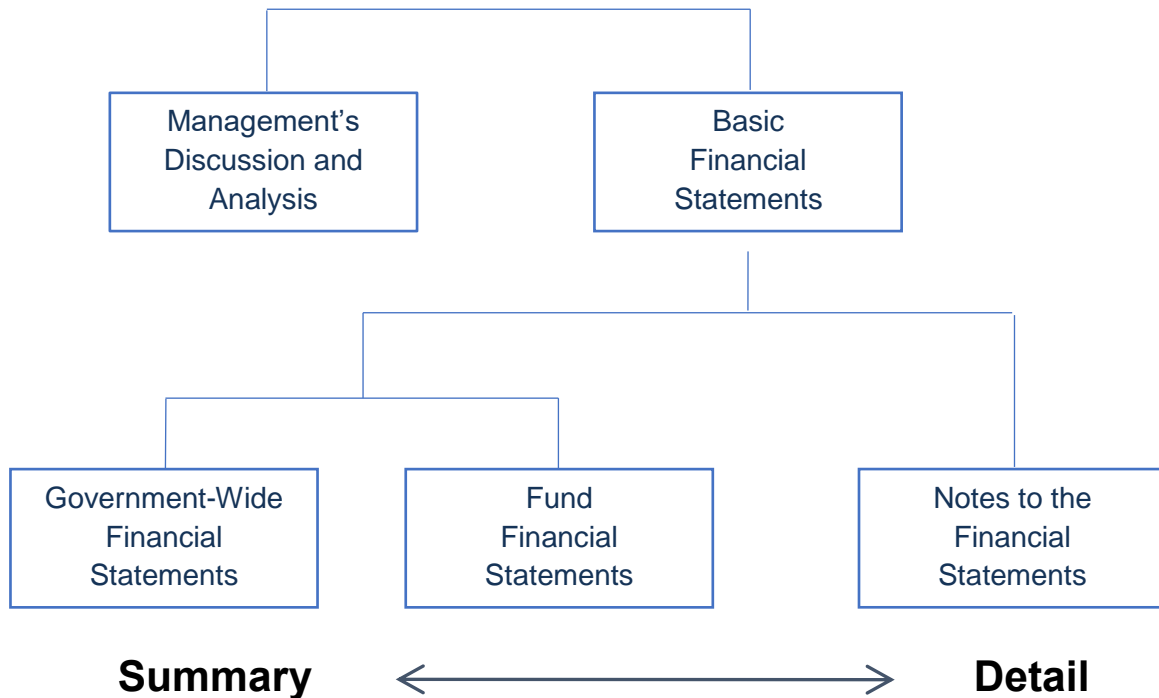 Management’s
Discussion and
Analysis
Basic
Financial
Statements
Government-Wide
Financial
Statements
Fund
Financial
Statements
Notes to the
Financial
Statements
Summary
Detail